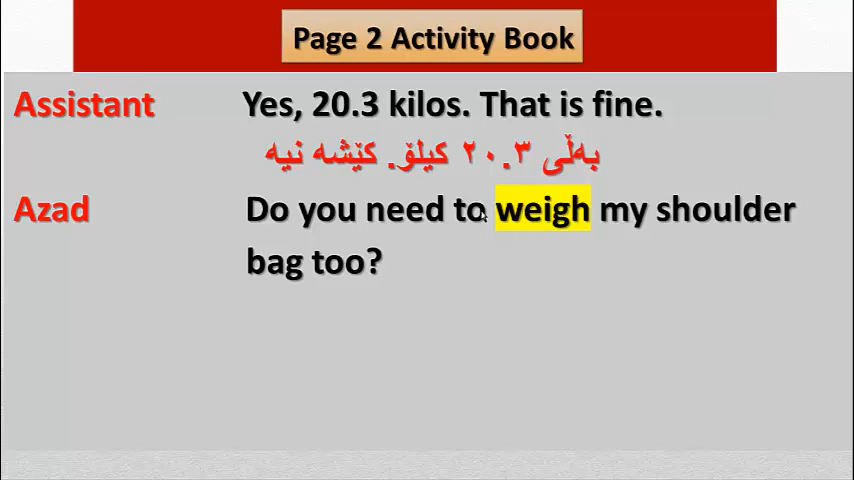 Page 2 Activity Book
Assistant Yes, 20.3 kilos. That is fine.
بەڵی ٢٠.٣ کیلۆ. کێشە نیە
Azad Do you need to weigh my shoulder
bag too?